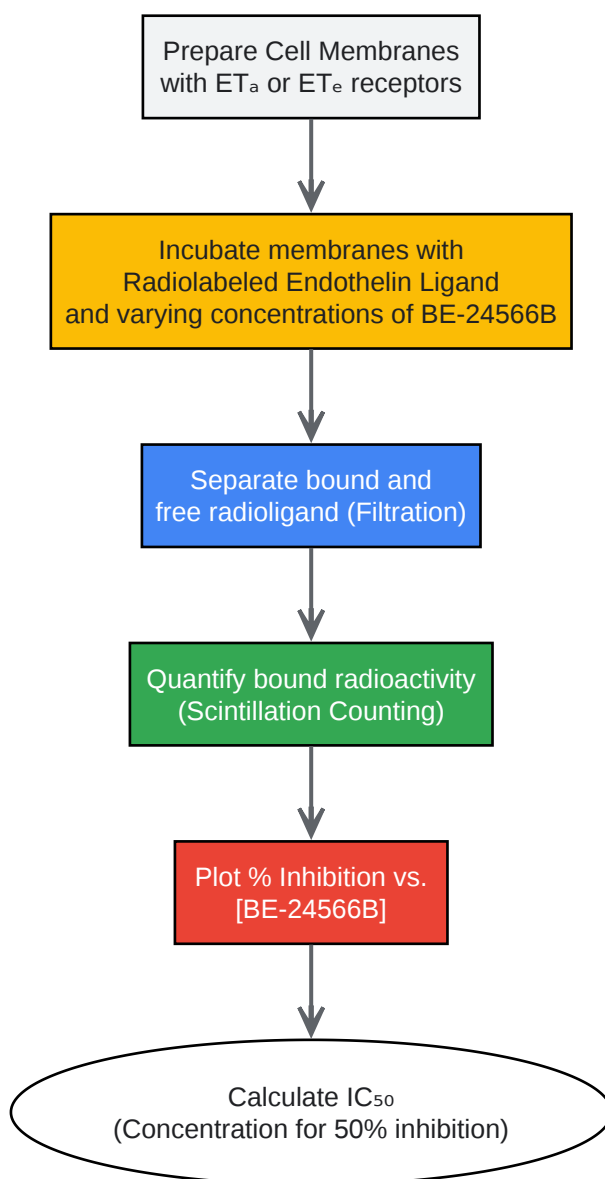 Prepare Cell Membranes
with ETₐ or ETₑ receptors
Incubate membranes with
Radiolabeled Endothelin Ligand
and varying concentrations of BE-24566B
Separate bound and
free radioligand (Filtration)
Quantify bound radioactivity
(Scintillation Counting)
Plot % Inhibition vs.
[BE-24566B]
Calculate IC₅₀
(Concentration for 50% inhibition)